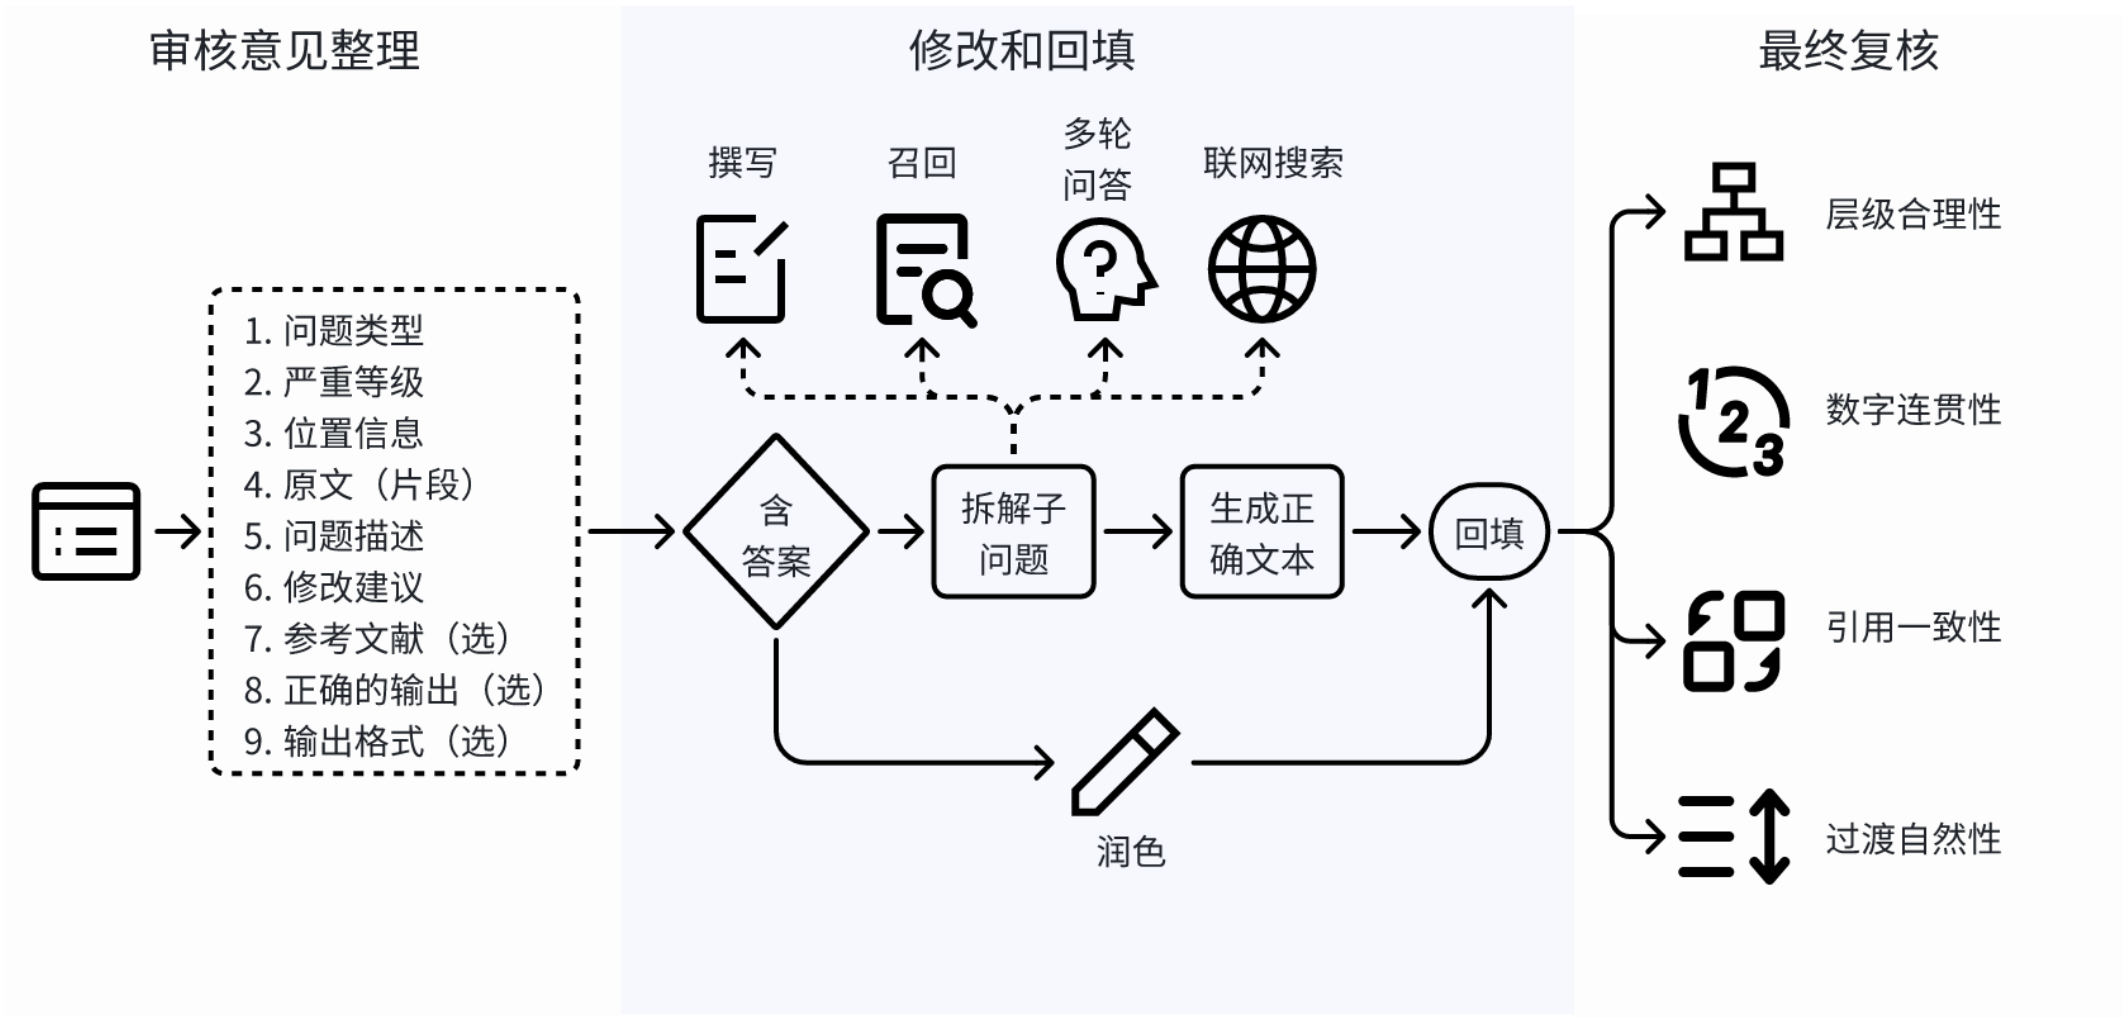 审核意见整理
1. 问题类型
2. 严重等级
3. 位置信息
4. 原文（片段）
5. 问题描述
6. 修改建议
7. 参考文献（选）
8. 正确的输出（选）
9. 输出格式（选）
修改和回填
撰写
召回
多轮
问答
联网搜索
含
答案
拆解子
问题
生成正
确文本
回填
润色
最终复核
层级合理性
1
2
3
数字连贯性
引用一致性
过渡自然性